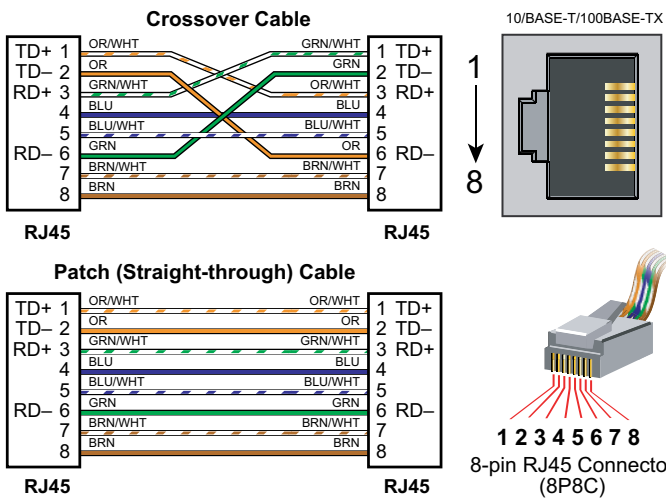 Crossover Cable
TD+ 1 OR/WHT GRN/WHT 1 TD+
TD– 2 OR GRN 2 TD–
RD+ 3 GRN/WHT OR/WHT 3 RD+
4 BLU BLU 4
5 BLU/WHT BLU/WHT 5
RD– 6 GRN OR 6 RD–
7 BRN/WHT BRN/WHT 7
8 BRN BRN 8
RJ45 RJ45
10/BASE-T/100BASE-TX
1
8
Patch (Straight-through) Cable
TD+ 1 OR/WHT OR/WHT 1 TD+
TD– 2 OR OR 2 TD–
RD+ 3 GRN/WHT GRN/WHT 3 RD+
4 BLU BLU 4
5 BLU/WHT BLU/WHT 5
RD– 6 GRN GRN 6 RD–
7 BRN/WHT BRN/WHT 7
8 BRN BRN 8
RJ45 RJ45
1 2 3 4 5 6 7 8
8-pin RJ45 Connecto
(8P8C)